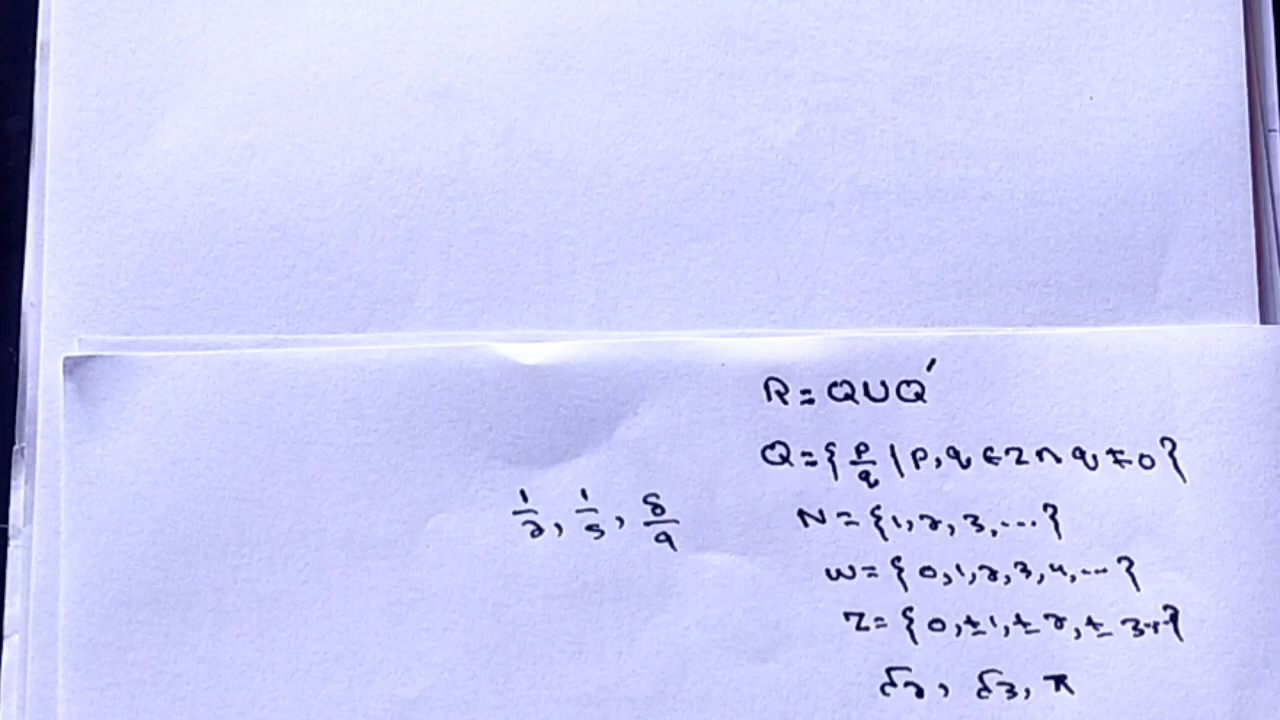 R = Q ∪ Q'
Q = { p/q | p, q ∈ Z ∧ q ≠ 0 }
1/2, 1/5, 8/9
N = {1, 2, 3, ... }
W = { 0, 1, 2, 3, 4, ... }
Z = { 0, ±1, ±2, ±3.. }
√2, √3, π